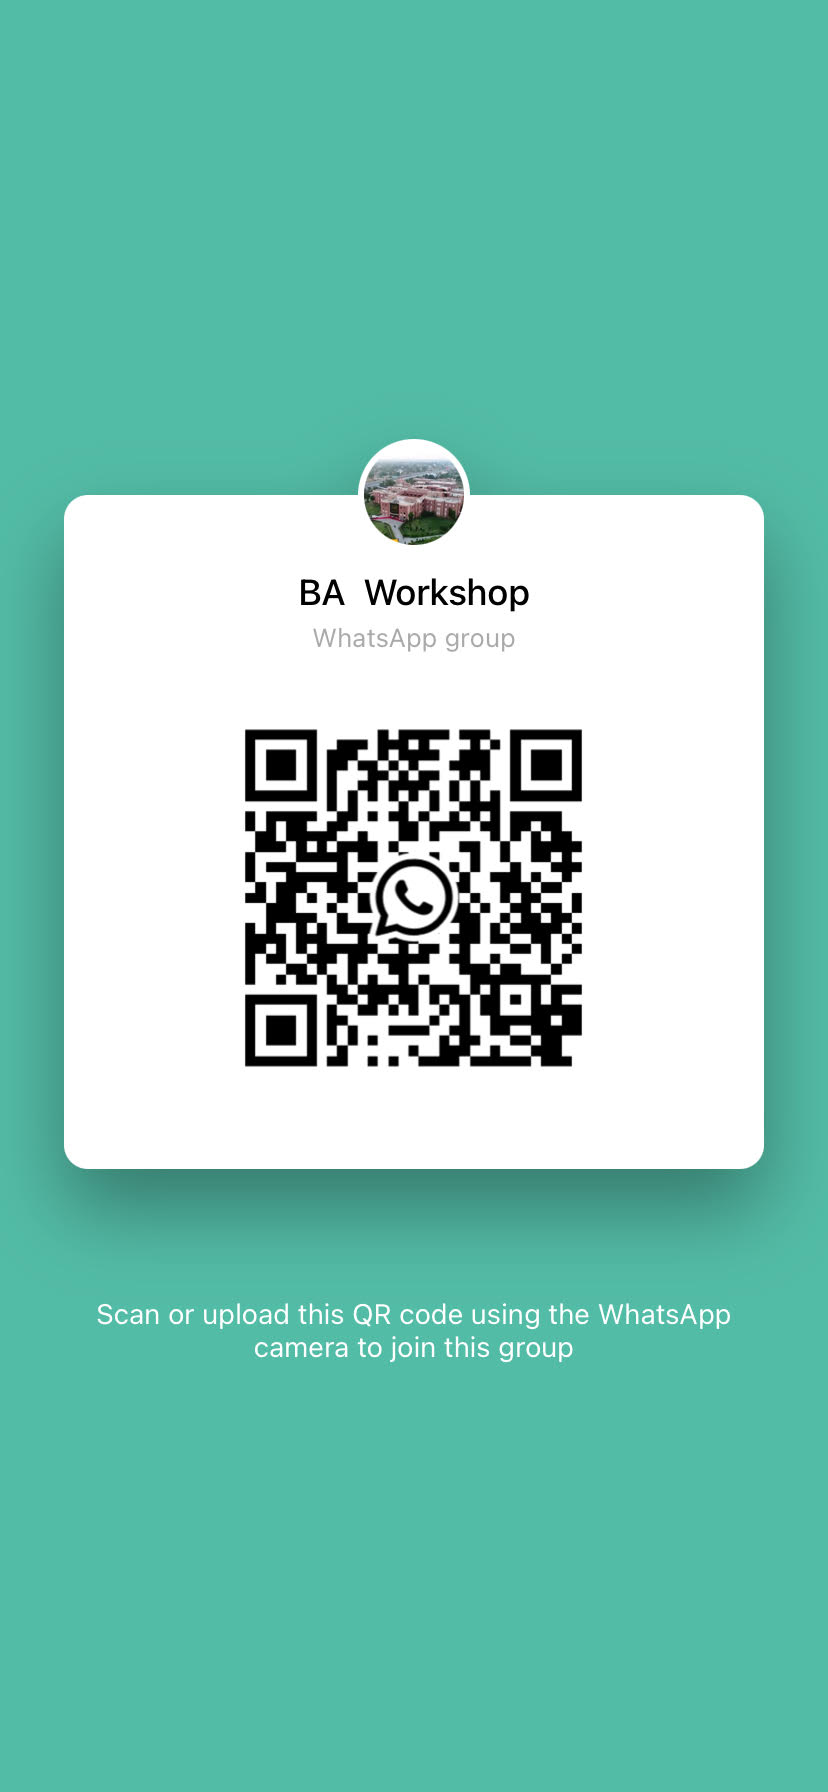 BA  Workshop
WhatsApp group
Scan or upload this QR code using the WhatsApp
camera to join this group